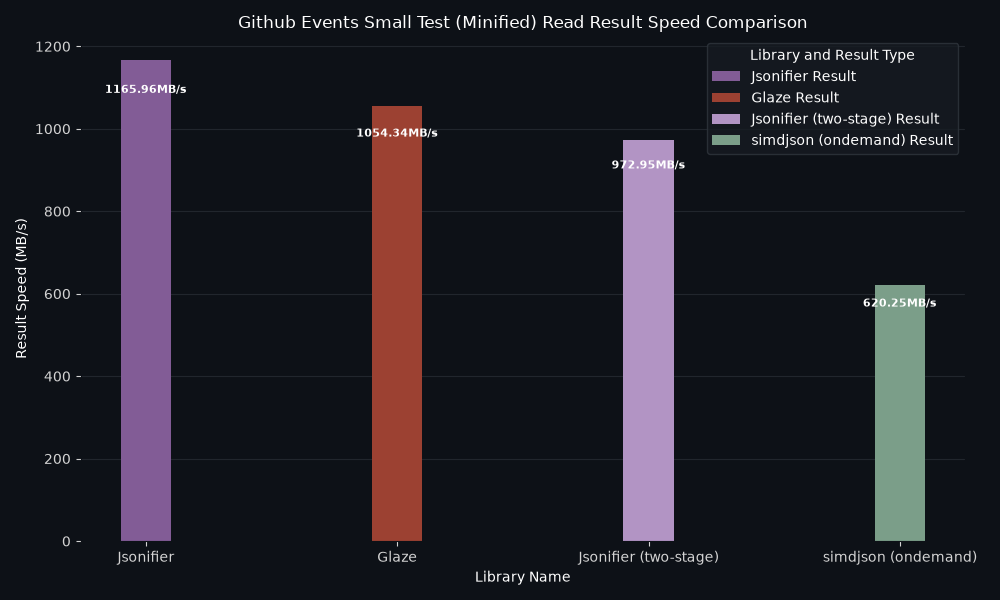 Github Events Small Test (Minified) Read Result Speed Comparison
Library and Result Type
Jsonifier Result
Glaze Result
Jsonifier (two-stage) Result
simdjson (ondemand) Result
Result Speed (MB/s)
1200
1000
800
600
400
200
0
1165.96MB/s
1054.34MB/s
972.95MB/s
620.25MB/s
Jsonifier
Glaze
Jsonifier (two-stage)
simdjson (ondemand)
Library Name